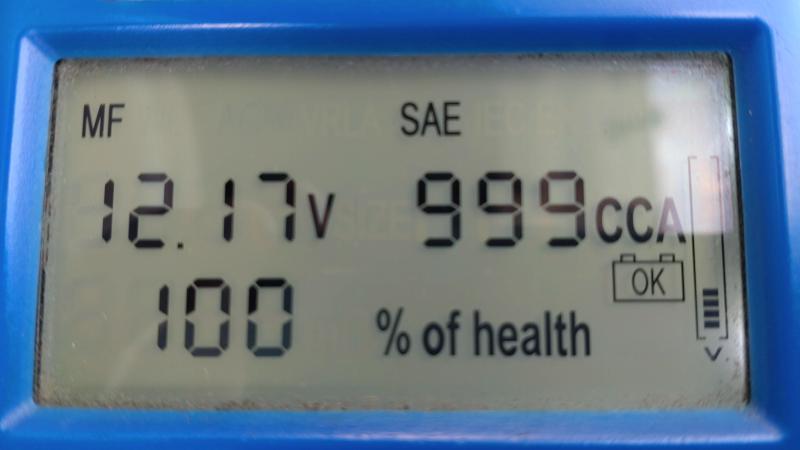 MF SAE
12.17V 999CCA
OK
100 % of health